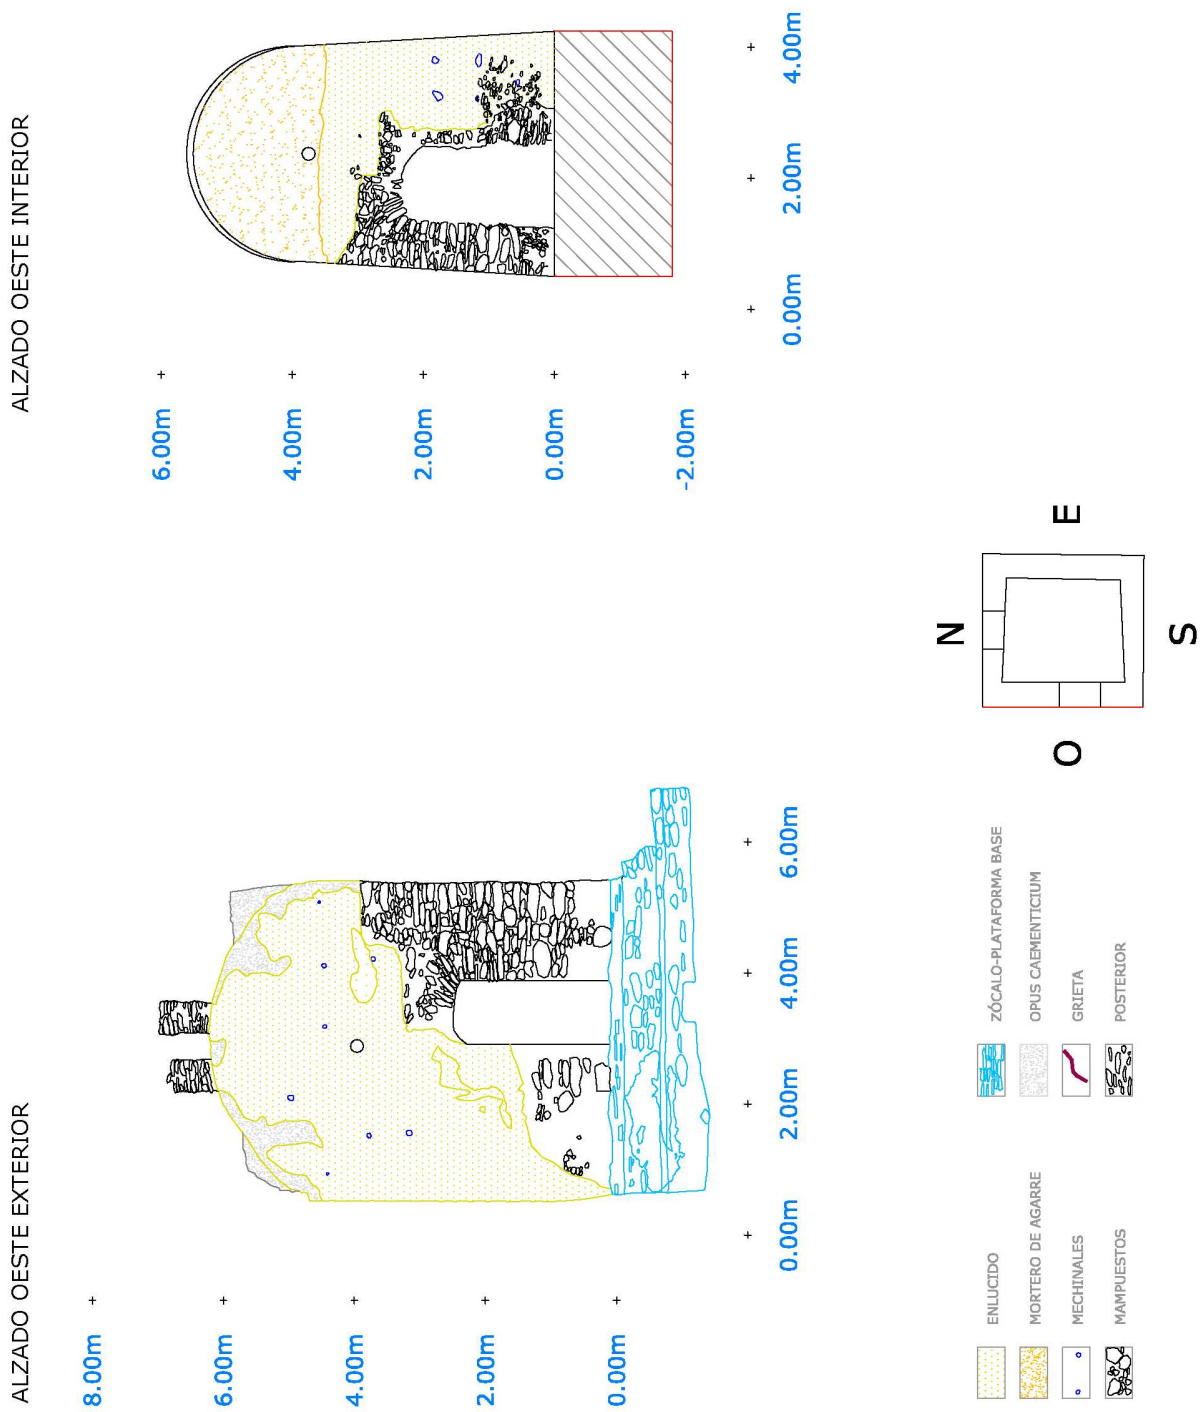 ALZADO OESTE EXTERIOR
8.00m
6.00m
4.00m
2.00m
0.00m
0.00m
2.00m
4.00m
6.00m
ALZADO OESTE INTERIOR
6.00m
4.00m
2.00m
0.00m
-2.00m
0.00m
2.00m
4.00m
ENLUCIDO
MORTERO DE AGARRE
MECHINALES
MAMPUESTOS
ZÓCALO-PLATAFORMA BASE
OPUS CAEMENTICIUM
GRIETA
POSTERIOR
N
E
O
S